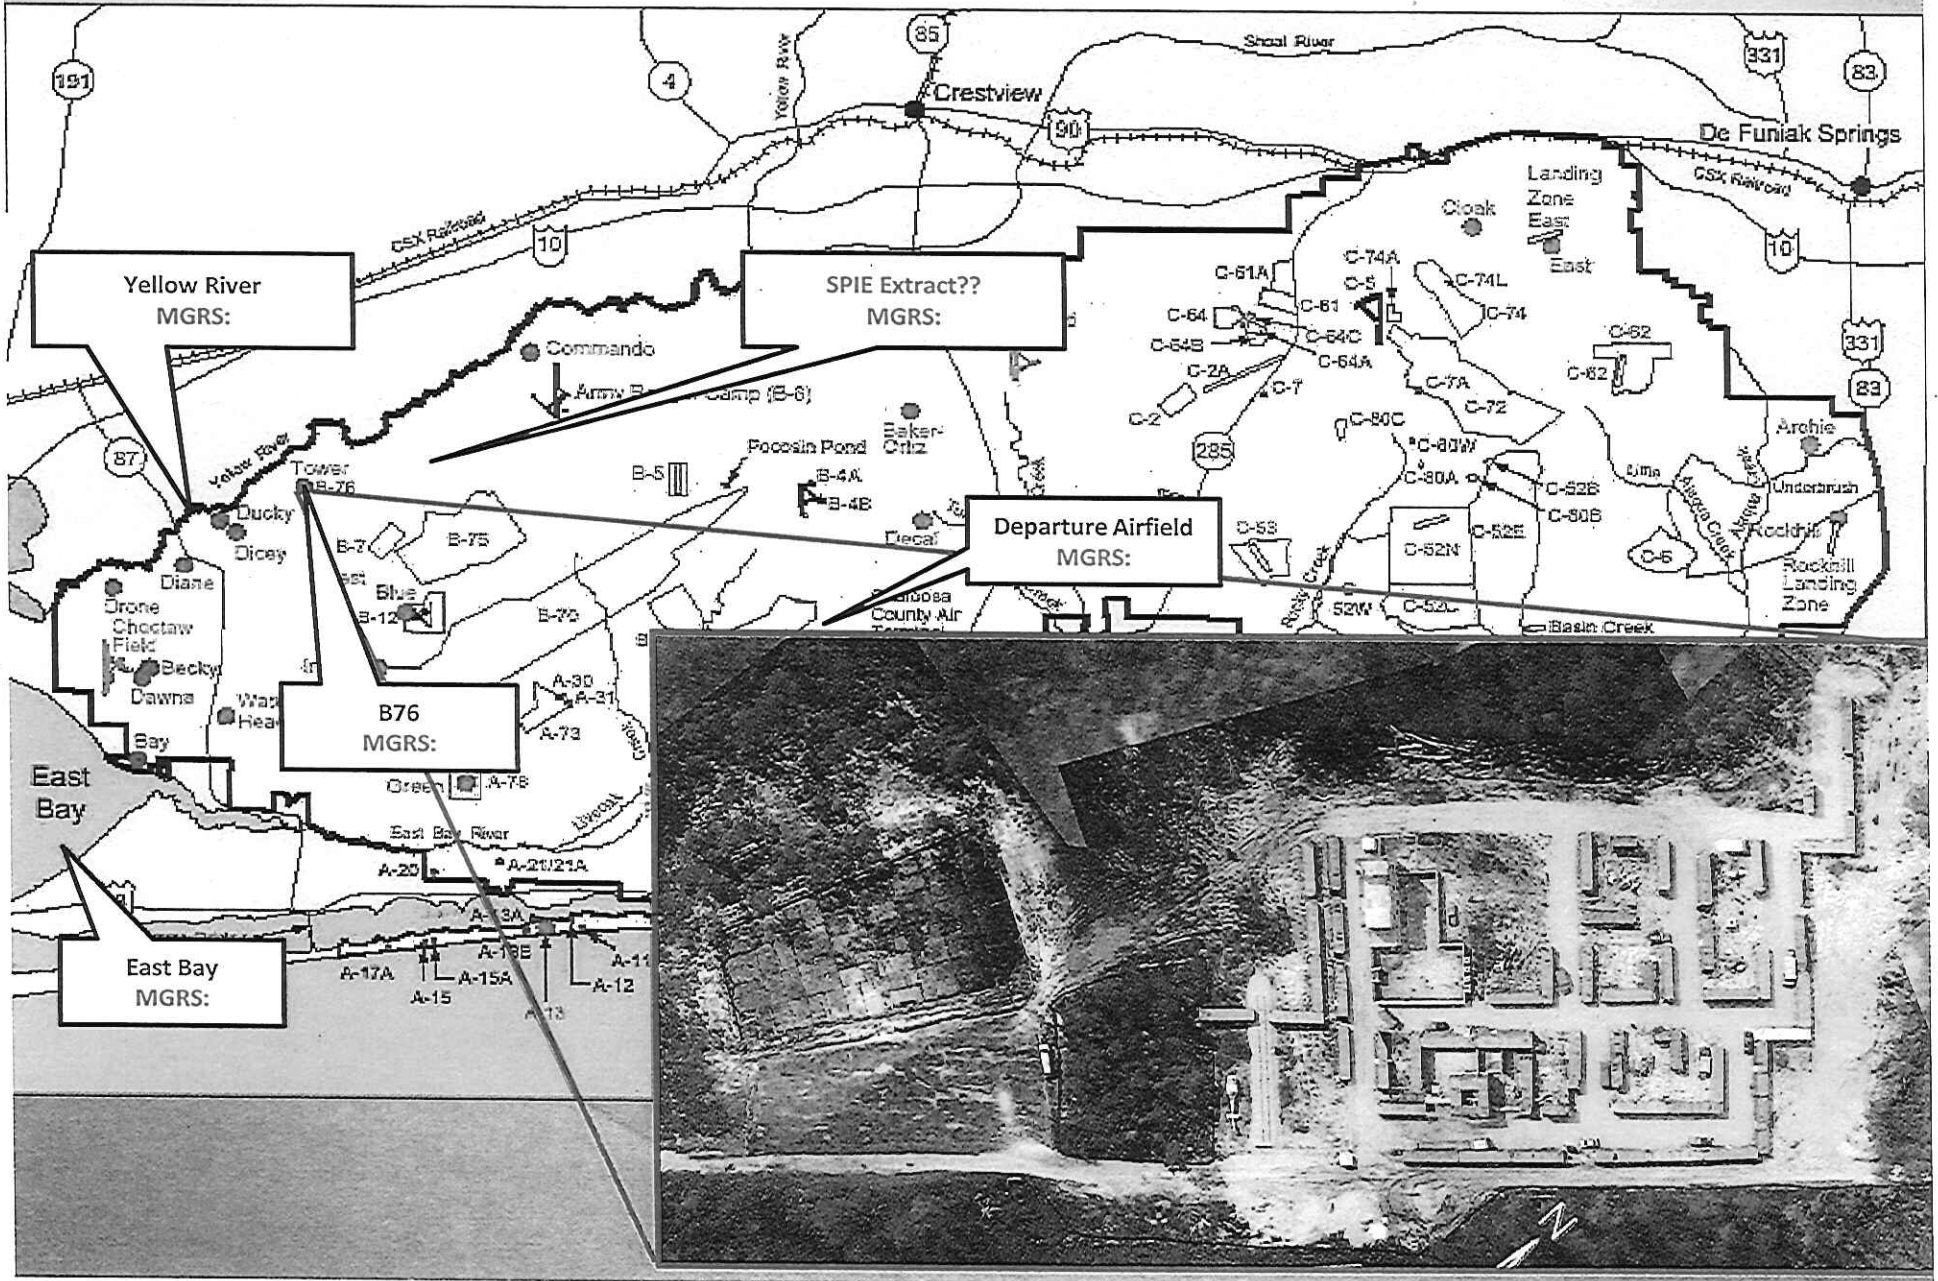 191
4
Yellow River
85
Crestview
Shoal River
90
331
83
De Funiak Springs
CSX Railroad
CSX Railroad
10
10
Landing
Zone
East
Cloak
East
Yellow River
MGRS:
SPIE Extract??
MGRS:
C-74A
C-61A
C-5
C-74L
C-61
C-74
C-64
C-64C
C-64B
C-64A
C-62
C-62
331
83
Commando
C-2A
C-7
C-7A
C-72
C-2
Camp (B-6)
Baker-
C-80C
Archie
87
Yellow River
Tower
B-76
Pocosin Pond
B-5
B-4A
B-4B
285
C-80W
C-80A
C-52B
C-80B
Underbrush
Alaqua Creek
Ducky
Dicey
B-75
Decal
Departure Airfield
MGRS:
C-53
C-52N
C-52E
C-6
Rockhill
Rockhill
Landing
Zone
Diane
Drone
Choctaw
Field
Blue
B-12
B-70
County Air
Creek
52W
C-52C
Basin Creek
Becky
Dawna
A-30
A-31
A-73
B76
MGRS:
Bay
East
Bay
Green
A-78
East Bay River
A-20
A-21/21A
A-13A
A-13B
East Bay
MGRS:
A-17A
A-15A
A-15
A-13
A-12
A-11
N